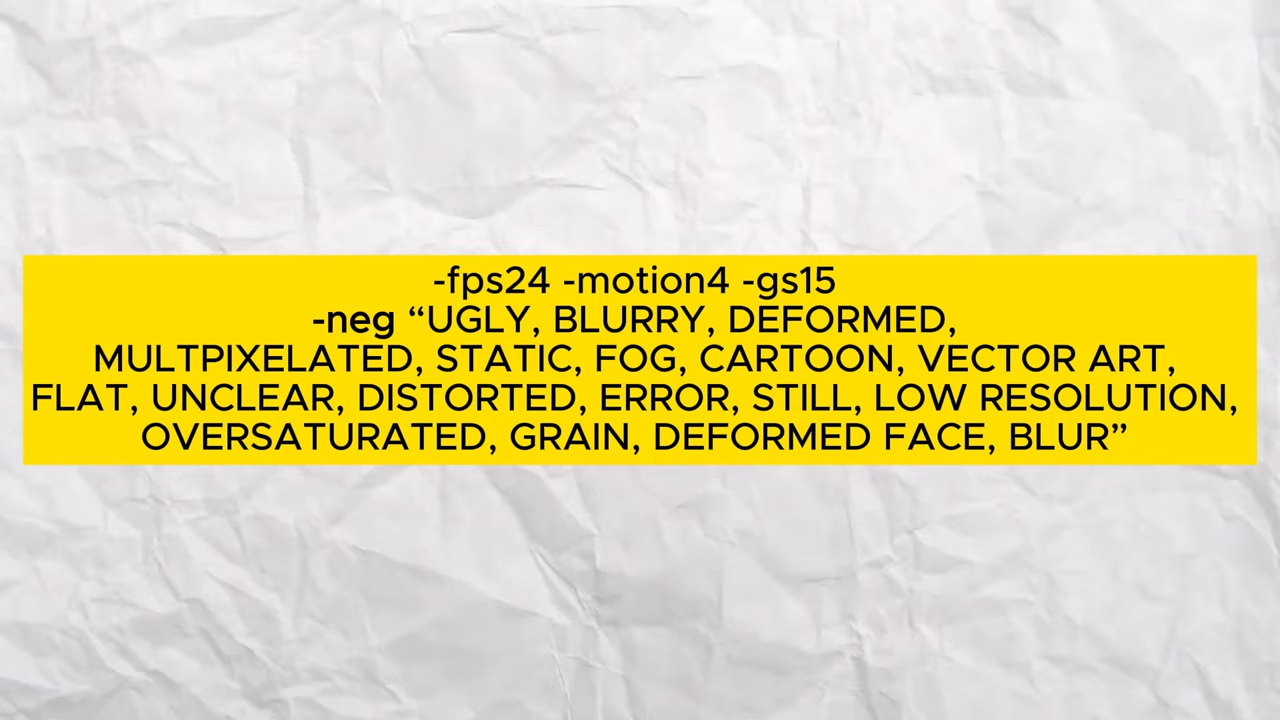 -fps24 -motion4 -gs15
-neg “UGLY, BLURRY, DEFORMED,
MULTPIXELATED, STATIC, FOG, CARTOON, VECTOR ART,
FLAT, UNCLEAR, DISTORTED, ERROR, STILL, LOW RESOLUTION,
OVERSATURATED, GRAIN, DEFORMED FACE, BLUR”